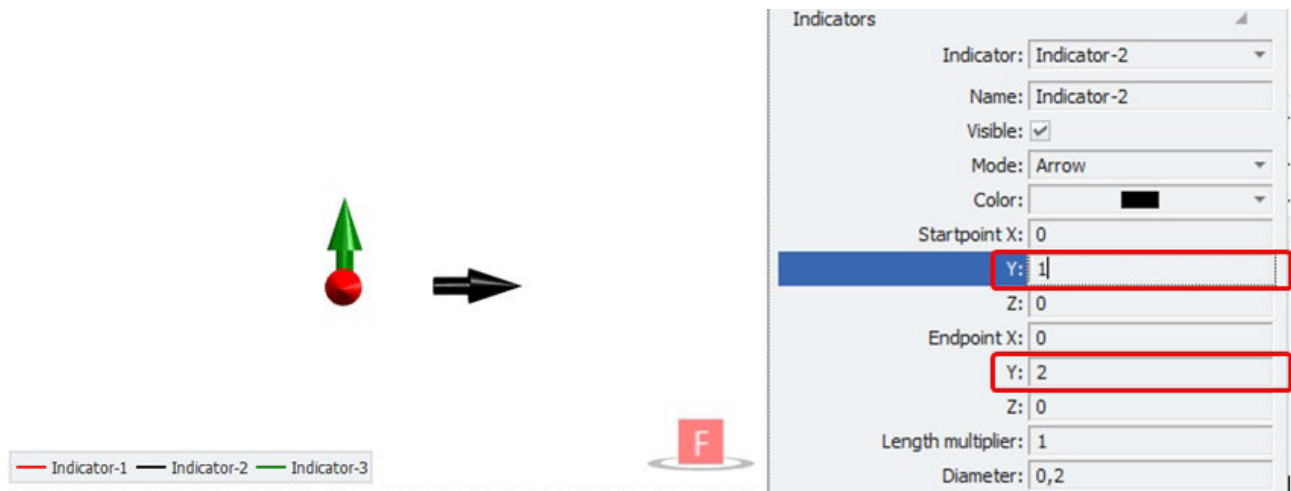 Indicators
Indicator: Indicator-2
Name: Indicator-2
Visible:
Mode: Arrow
Color:
Startpoint X: 0
Y: 1
Z: 0
Endpoint X: 0
Y: 2
Z: 0
Length multiplier: 1
Diameter: 0,2
F
Indicator-1 Indicator-2 Indicator-3